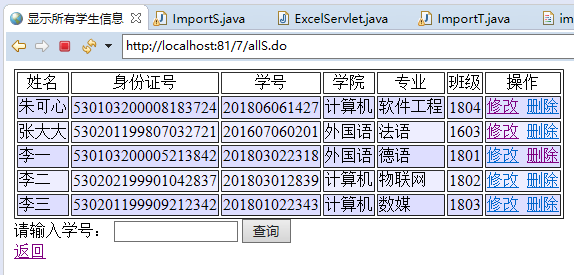 显示所有学生信息 ImportS.java ExcelServlet.java ImportT.java im
http://localhost:81/7/allS.do
姓名 身份证号 学号 学院 专业 班级 操作
朱可心 530103200008183724 201806061427 计算机 软件工程 1804 修改 删除
张大大 530201199807032721 201607060201 外国语 法语 1603 修改 删除
李一 530103200005213842 201803022318 外国语 德语 1801 修改 删除
李二 530202199901042837 201803012839 计算机 物联网 1802 修改 删除
李三 530201199909212342 201801022343 计算机 数媒 1803 修改 删除
请输入学号： 查询
返回